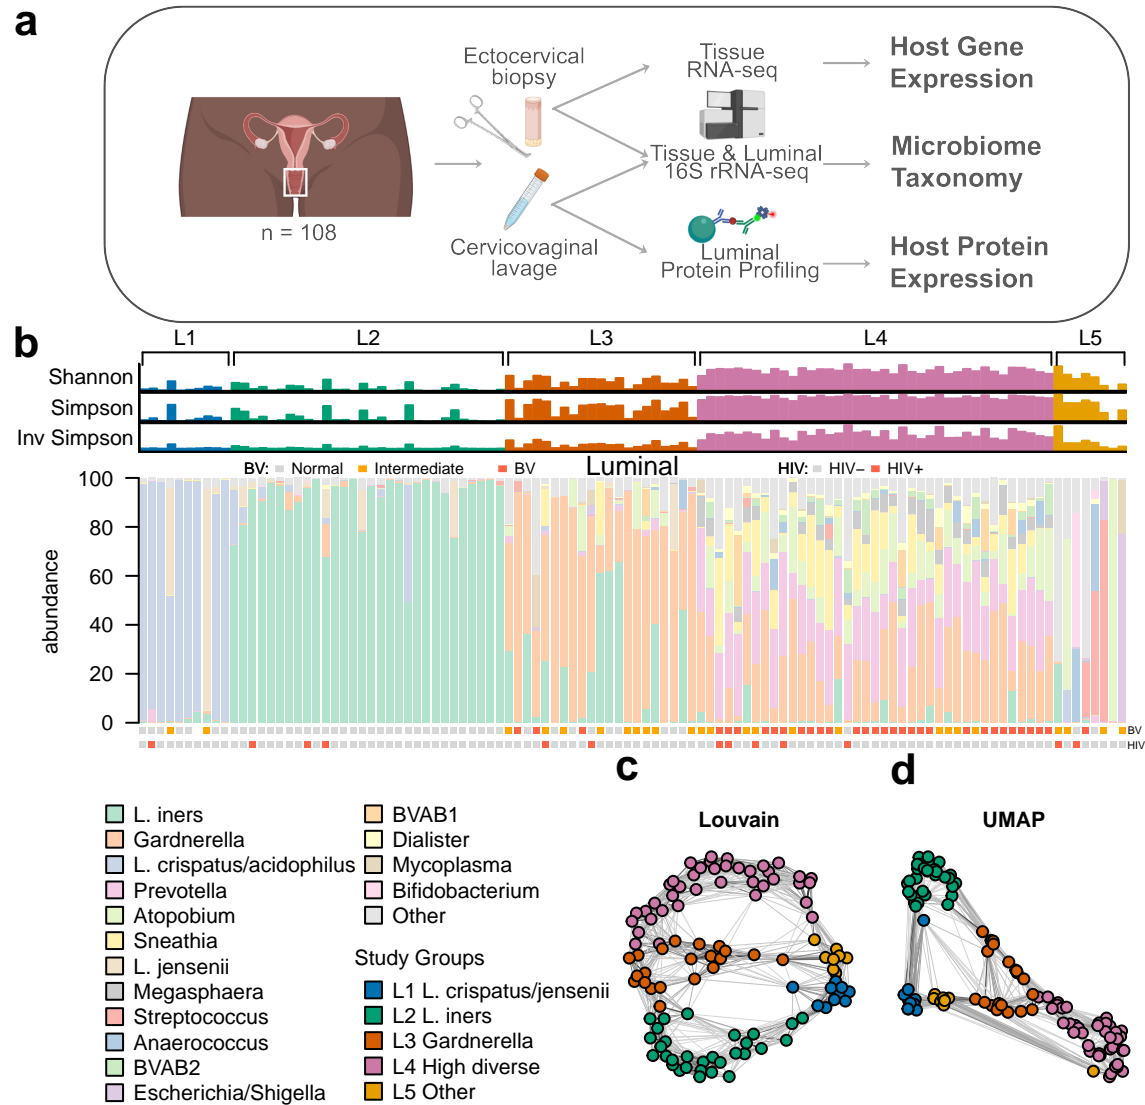 a
Ectocervical
biopsy
Tissue
RNA-seq
Host Gene
Expression
Tissue & Luminal
16S rRNA-seq
Microbiome
Taxonomy
n = 108
Cervicovaginal
lavage
Luminal
Protein Profiling
Host Protein
Expression
b
L1 L2 L3 L4 L5
Shannon
Simpson
Inv Simpson
BV: Normal Intermediate BV
Luminal
HIV: HIV− HIV+
abundance
100
80
60
40
20
0
BV
HIV
L. iners
Gardnerella
L. crispatus/acidophilus
Prevotella
Atopobium
Sneathia
L. jensenii
Megasphaera
Streptococcus
Anaerococcus
BVAB2
Escherichia/Shigella
BVAB1
Dialister
Mycoplasma
Bifidobacterium
Other
Study Groups
L1 L. crispatus/jensenii
L2 L. iners
L3 Gardnerella
L4 High diverse
L5 Other
c
Louvain
d
UMAP